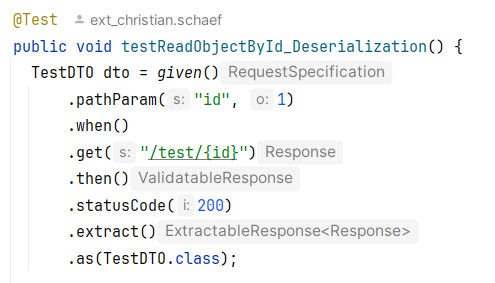 @Test ext_christian.schaef
public void testReadObjectById_Deserialization() {
TestDTO dto = given() RequestSpecification
.pathParam( s: "id", o: 1)
.when()
.get( s: "/test/{id}") Response
.then() ValidatableResponse
.statusCode( i: 200)
.extract() ExtractableResponse<Response>
.as(TestDTO.class);